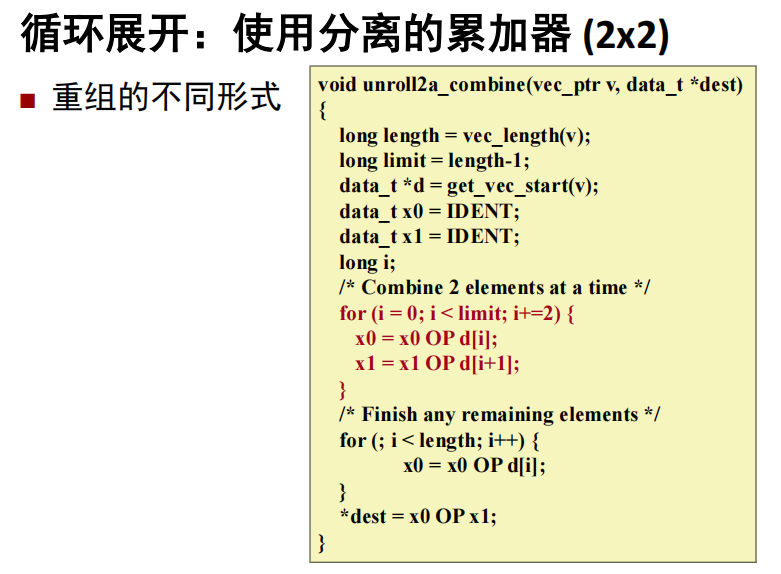 循环展开：使用分离的累加器 (2x2)
重组的不同形式
void unroll2a_combine(vec_ptr v, data_t *dest)
{
long length = vec_length(v);
long limit = length-1;
data_t *d = get_vec_start(v);
data_t x0 = IDENT;
data_t x1 = IDENT;
long i;
/* Combine 2 elements at a time */
for (i = 0; i < limit; i+=2) {
x0 = x0 OP d[i];
x1 = x1 OP d[i+1];
}
/* Finish any remaining elements */
for (; i < length; i++) {
x0 = x0 OP d[i];
}
*dest = x0 OP x1;
}